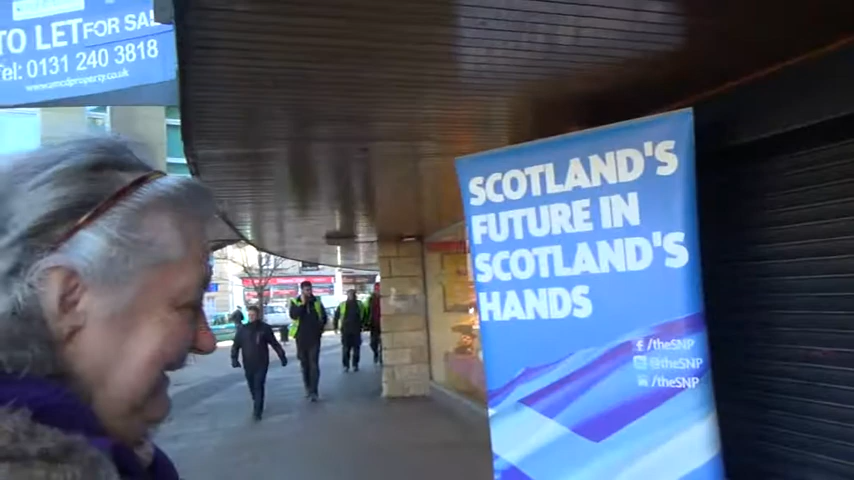 TO LET FOR SAL
Tel: 0131 240 3818
www.amcdproperty.co.uk
SCOTLAND'S
FUTURE IN
SCOTLAND'S
HANDS
/theSNP
@theSNP
/theSNP